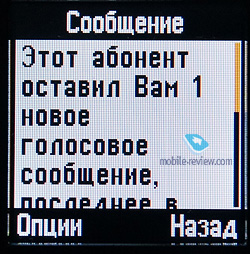 Сообщение
Этот абонент
оставил Вам 1
новое
голосовое
mobile-review.com
сообщение,
последнее в
Опции Назад